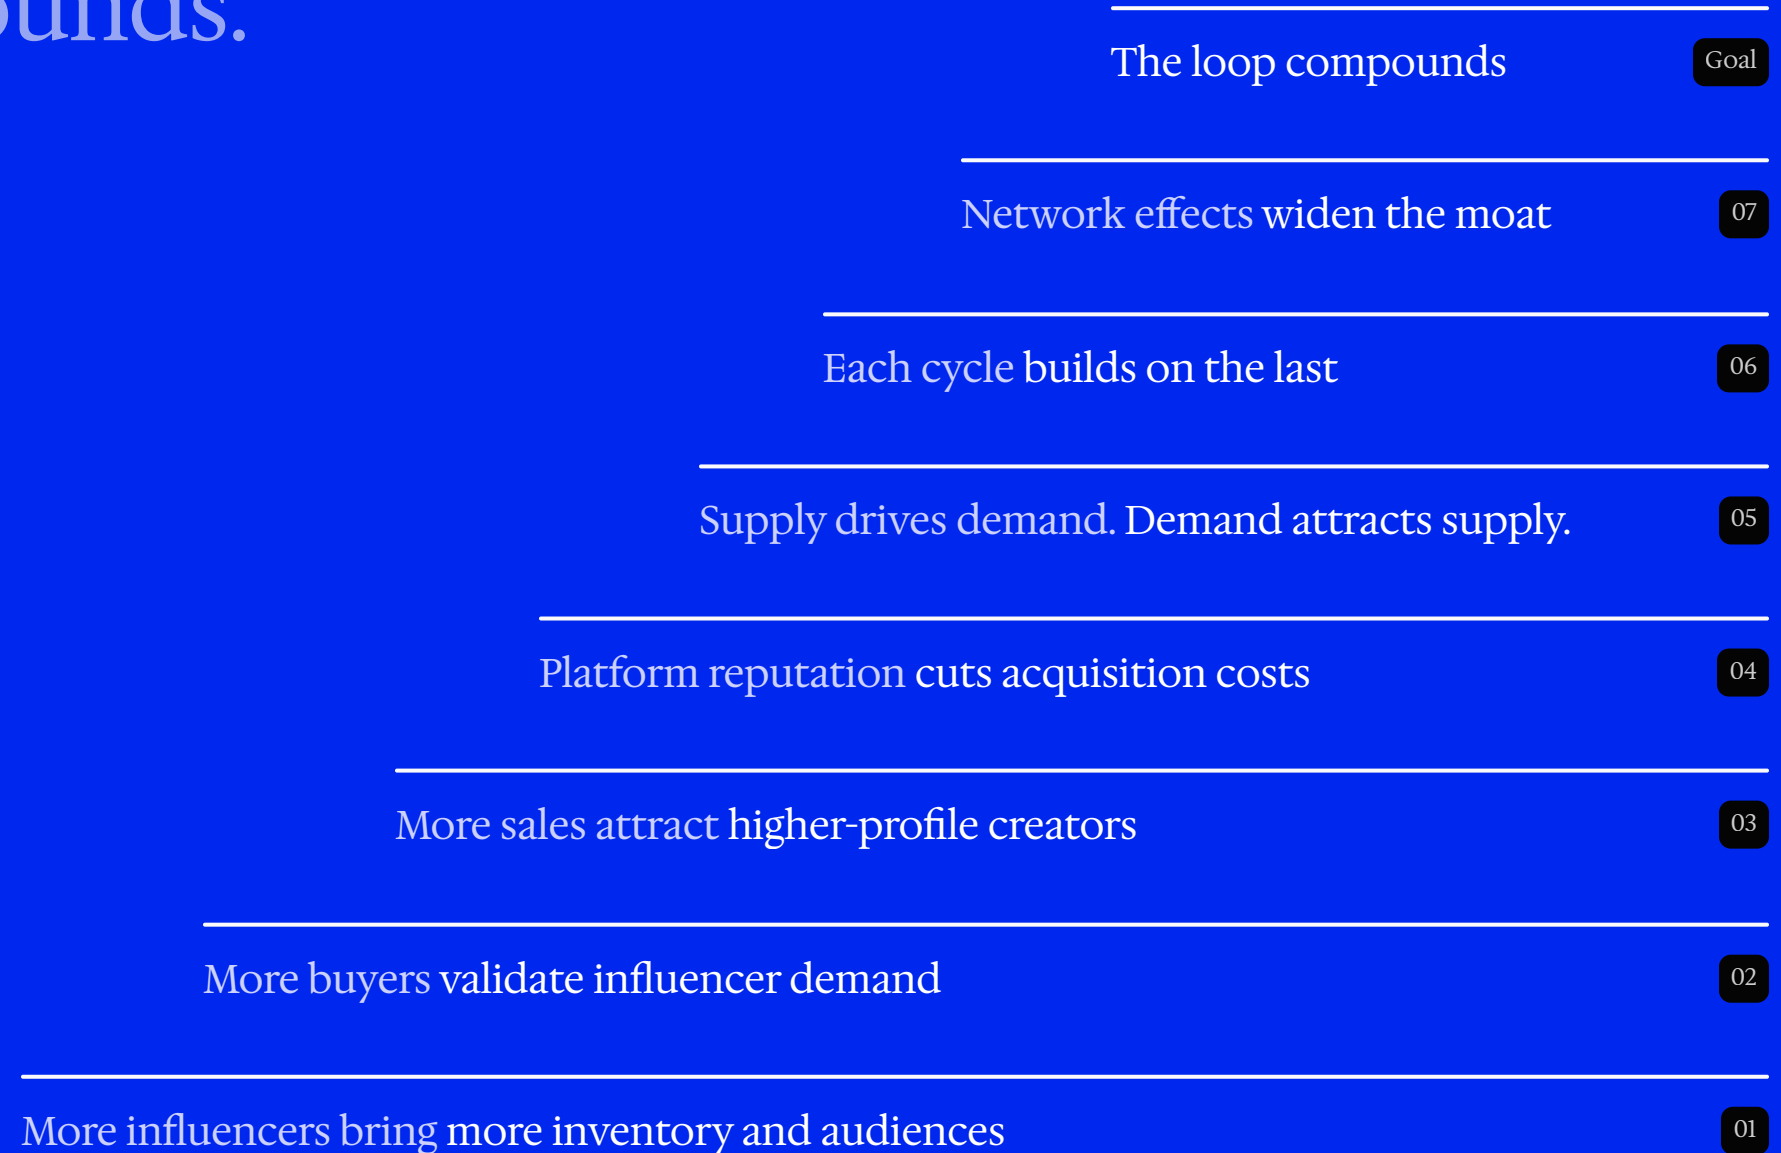 The loop compounds
Goal
Network effects widen the moat
07
Each cycle builds on the last
06
Supply drives demand. Demand attracts supply.
05
Platform reputation cuts acquisition costs
04
More sales attract higher-profile creators
03
More buyers validate influencer demand
02
More influencers bring more inventory and audiences
01